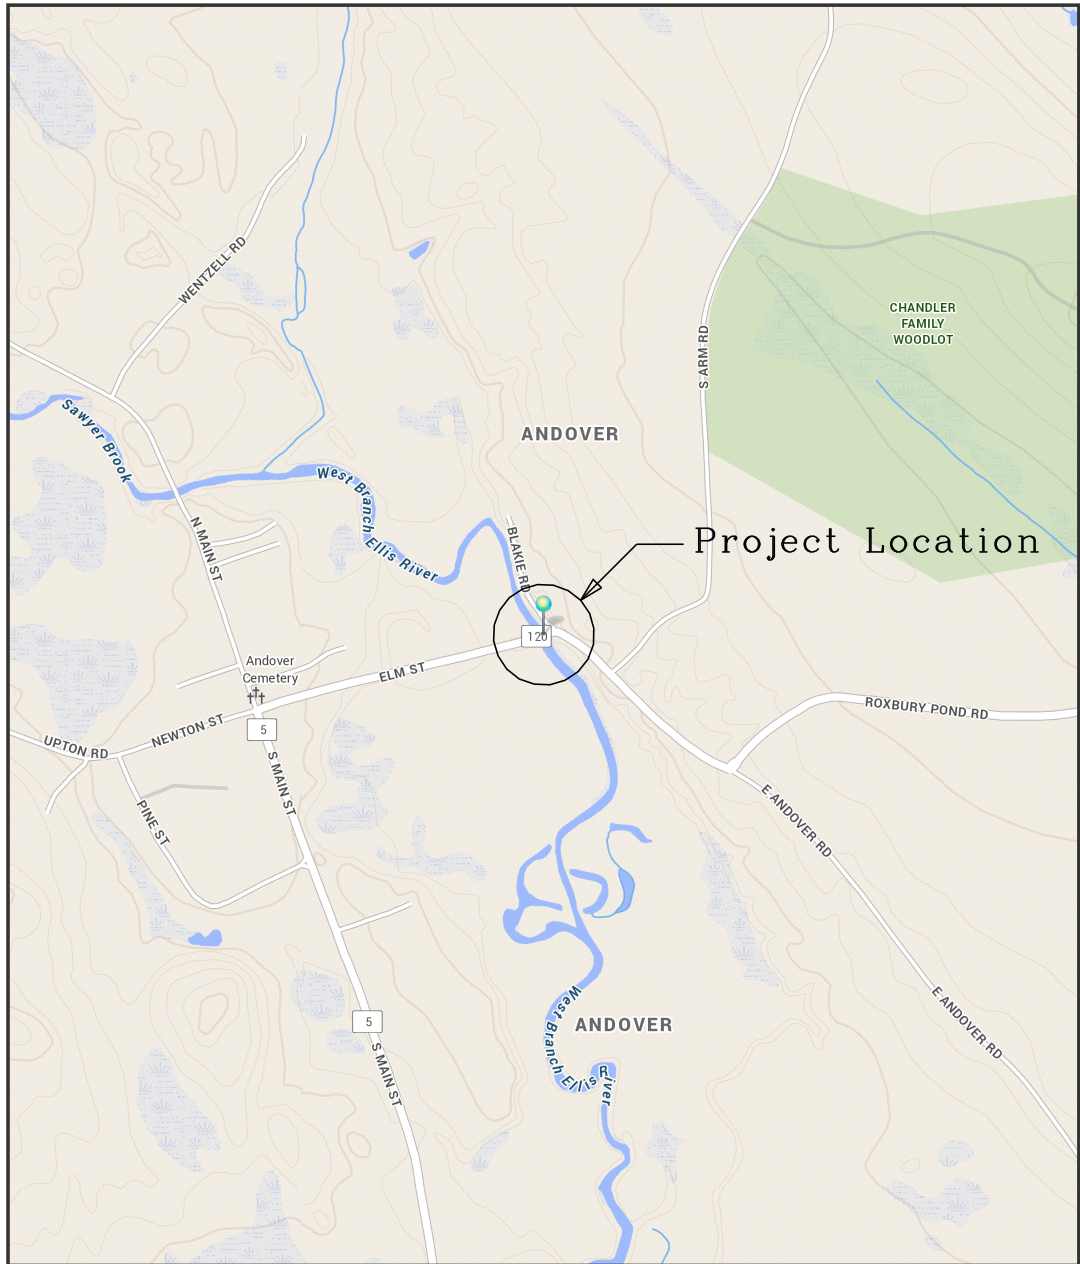 WENTZELL RD
CHANDLER
FAMILY
WOODLOT
S ARM RD
Sawyer Brook
ANDOVER
West Branch Ellis River
N MAIN ST
BLAKIE RD
Project Location
120
Andover
Cemetery
ELM ST
ROXBURY POND RD
5
NEWTON ST
UPTON RD
S MAIN ST
PINE ST
E ANDOVER RD
West Branch Ellis River
ANDOVER
5
E ANDOVER RD
S MAIN ST